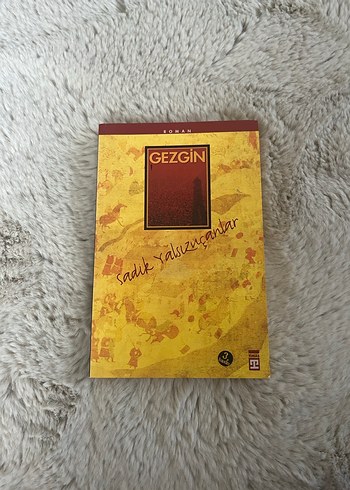 ROMAN
GEZGİN
Sadık Yalsızuçanlar